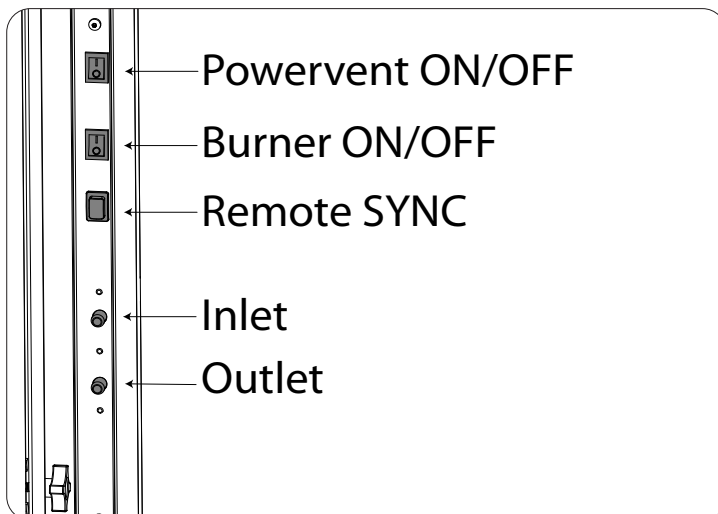 Powervent ON/OFF
Burner ON/OFF
Remote SYNC
Inlet
Outlet